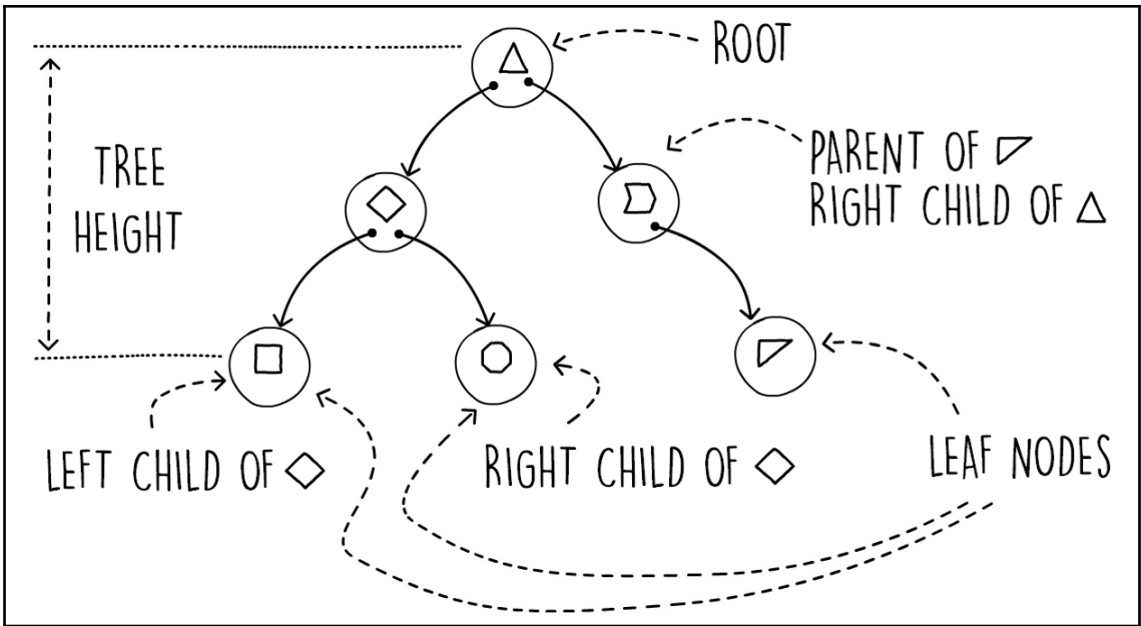 ROOT
TREE
HEIGHT
PARENT OF
RIGHT CHILD OF
LEFT CHILD OF
RIGHT CHILD OF
LEAF NODES